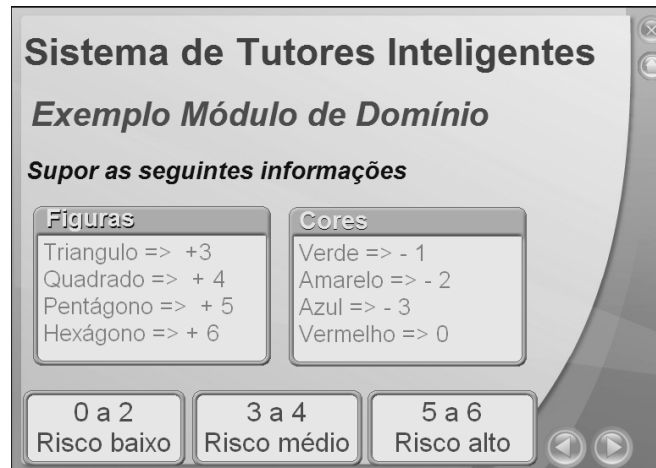 Sistema de Tutores Inteligentes
Exemplo Módulo de Domínio
Supor as seguintes informações
Figuras
Triangulo => +3
Quadrado => + 4
Pentágono => + 5
Hexágono => + 6
Cores
Verde => - 1
Amarelo => - 2
Azul => - 3
Vermelho => 0
0 a 2
Risco baixo
3 a 4
Risco médio
5 a 6
Risco alto